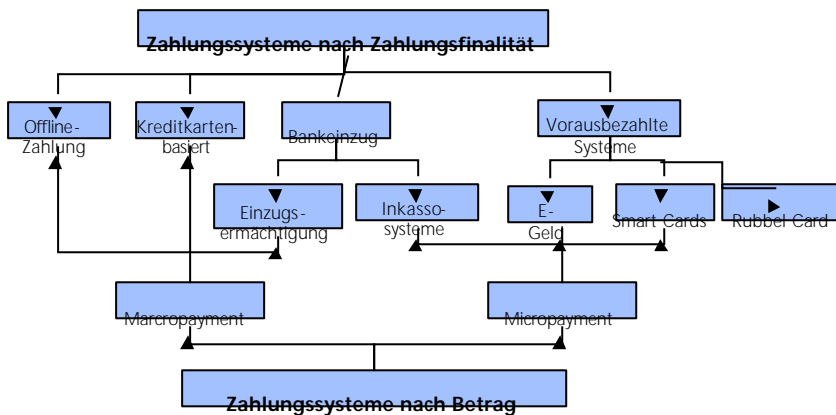 Zahlungssysteme nach Zahlungsfinalität
Offline-
Zahlung
Kreditkarten-
basiert
Bankeinzug
Vorausbezahlte
Systeme
Einzugs-
ermächtigung
Inkasso-
systeme
E-
Geld
Smart Cards
Rubbel Card
Marcropayment
Micropayment
Zahlungssysteme nach Betrag